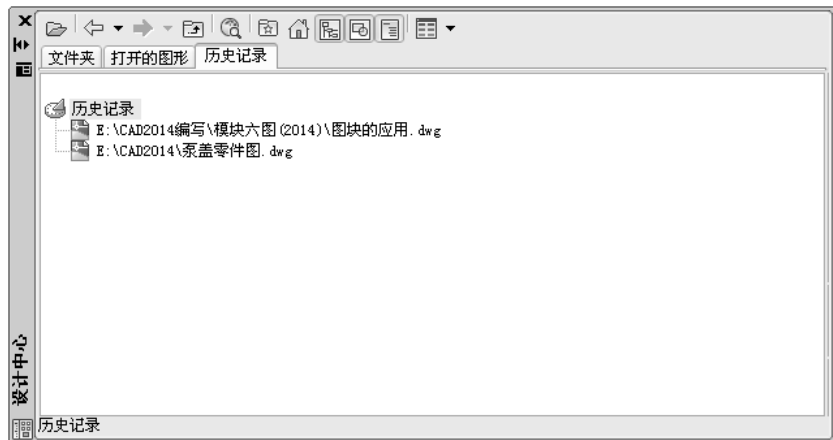 文件夹 打开的图形 历史记录
历史记录
E:\CAD2014编写\模块六图(2014)\图块的应用.dwg
E:\CAD2014\泵盖零件图.dwg
设计中心
历史记录